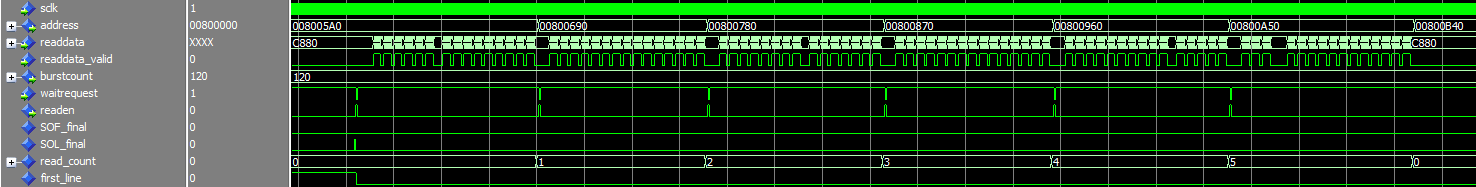 sclk 1
address 00800000 008005A0 00800690 00800780 00800870 00800960 00800A50 00800B40
readdata XXXX C880 C880
readdata_valid 0
burstcount 120 120
waitrequest 1
readen 0
SOF_final 0
SOL_final 0
read_count 0 0 1 2 3 4 5 0
first_line 0